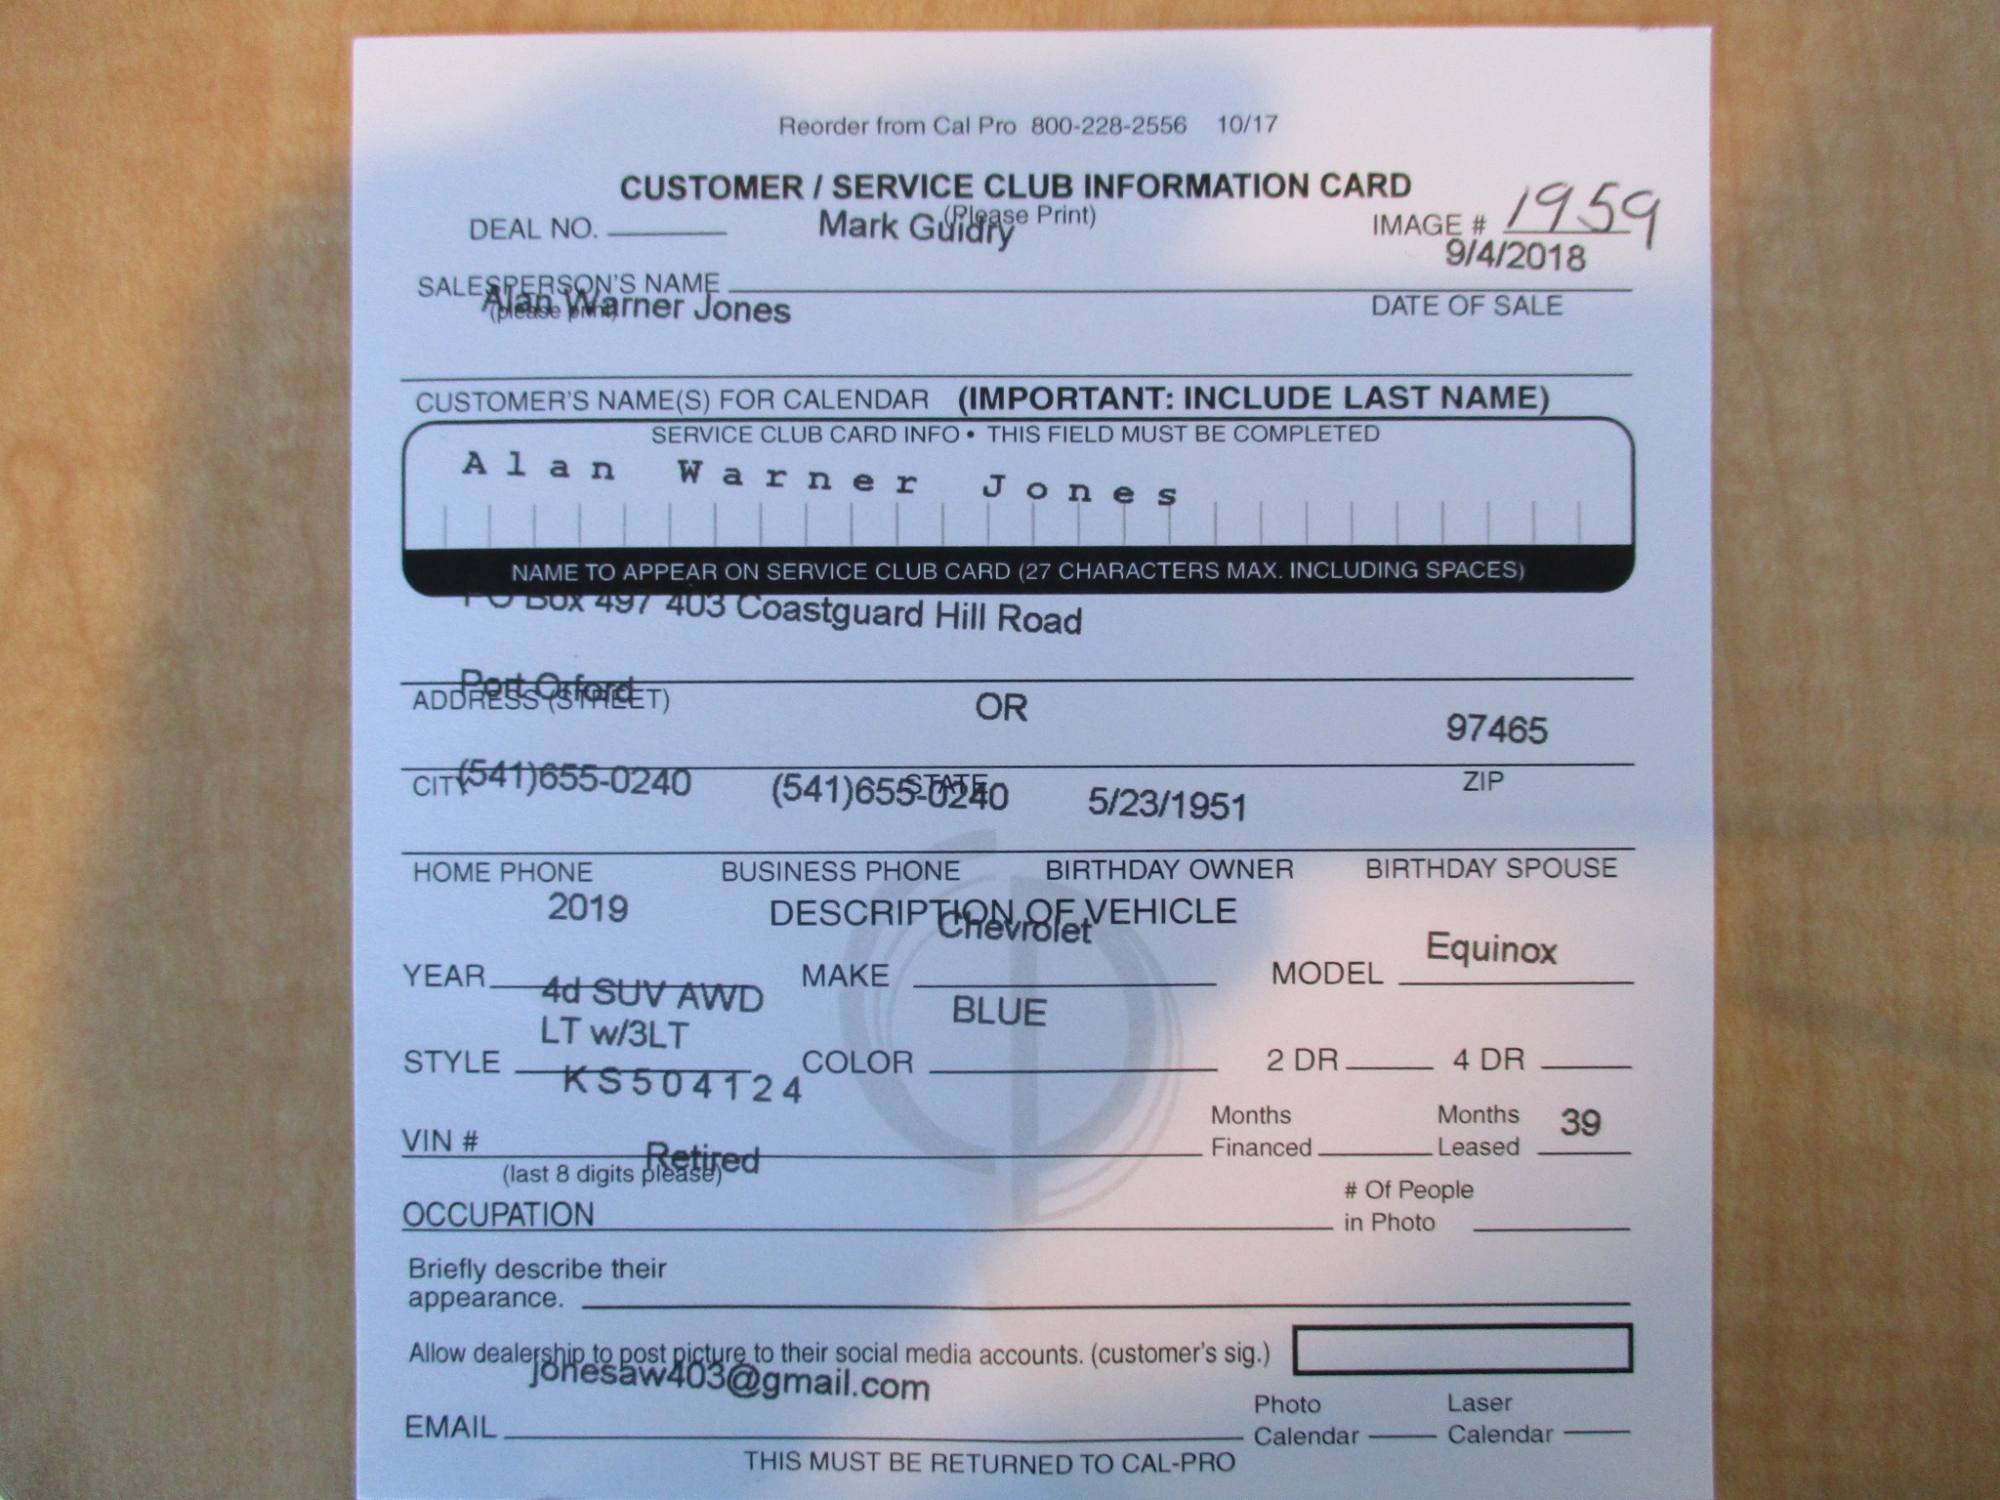 Reorder from Cal Pro 800-228-2556 10/17
CUSTOMER / SERVICE CLUB INFORMATION CARD
(Please Print)
DEAL NO. Mark Guidry IMAGE # 1959
9/4/2018
SALESPERSON'S NAME
(please print)
Alan Warner Jones DATE OF SALE
CUSTOMER'S NAME(S) FOR CALENDAR (IMPORTANT: INCLUDE LAST NAME)
SERVICE CLUB CARD INFO • THIS FIELD MUST BE COMPLETED
Alan Warner Jones
NAME TO APPEAR ON SERVICE CLUB CARD (27 CHARACTERS MAX. INCLUDING SPACES)
PO Box 497 403 Coastguard Hill Road
ADDRESS (STREET)
Port Orford OR 97465
CITY STATE ZIP
(541)655-0240 (541)655-0240 5/23/1951
HOME PHONE BUSINESS PHONE BIRTHDAY OWNER BIRTHDAY SPOUSE
DESCRIPTION OF VEHICLE
2019 Chevrolet Equinox
YEAR MAKE MODEL
4d SUV AWD
LT w/3LT BLUE
STYLE COLOR 2 DR 4 DR
KS504124
VIN # Months Financed Months Leased 39
(last 8 digits please)
Retired
OCCUPATION # Of People in Photo
Briefly describe their
appearance.
Allow dealership to post picture to their social media accounts. (customer's sig.)
jonesaw403@gmail.com
EMAIL Photo Calendar Laser Calendar
THIS MUST BE RETURNED TO CAL-PRO